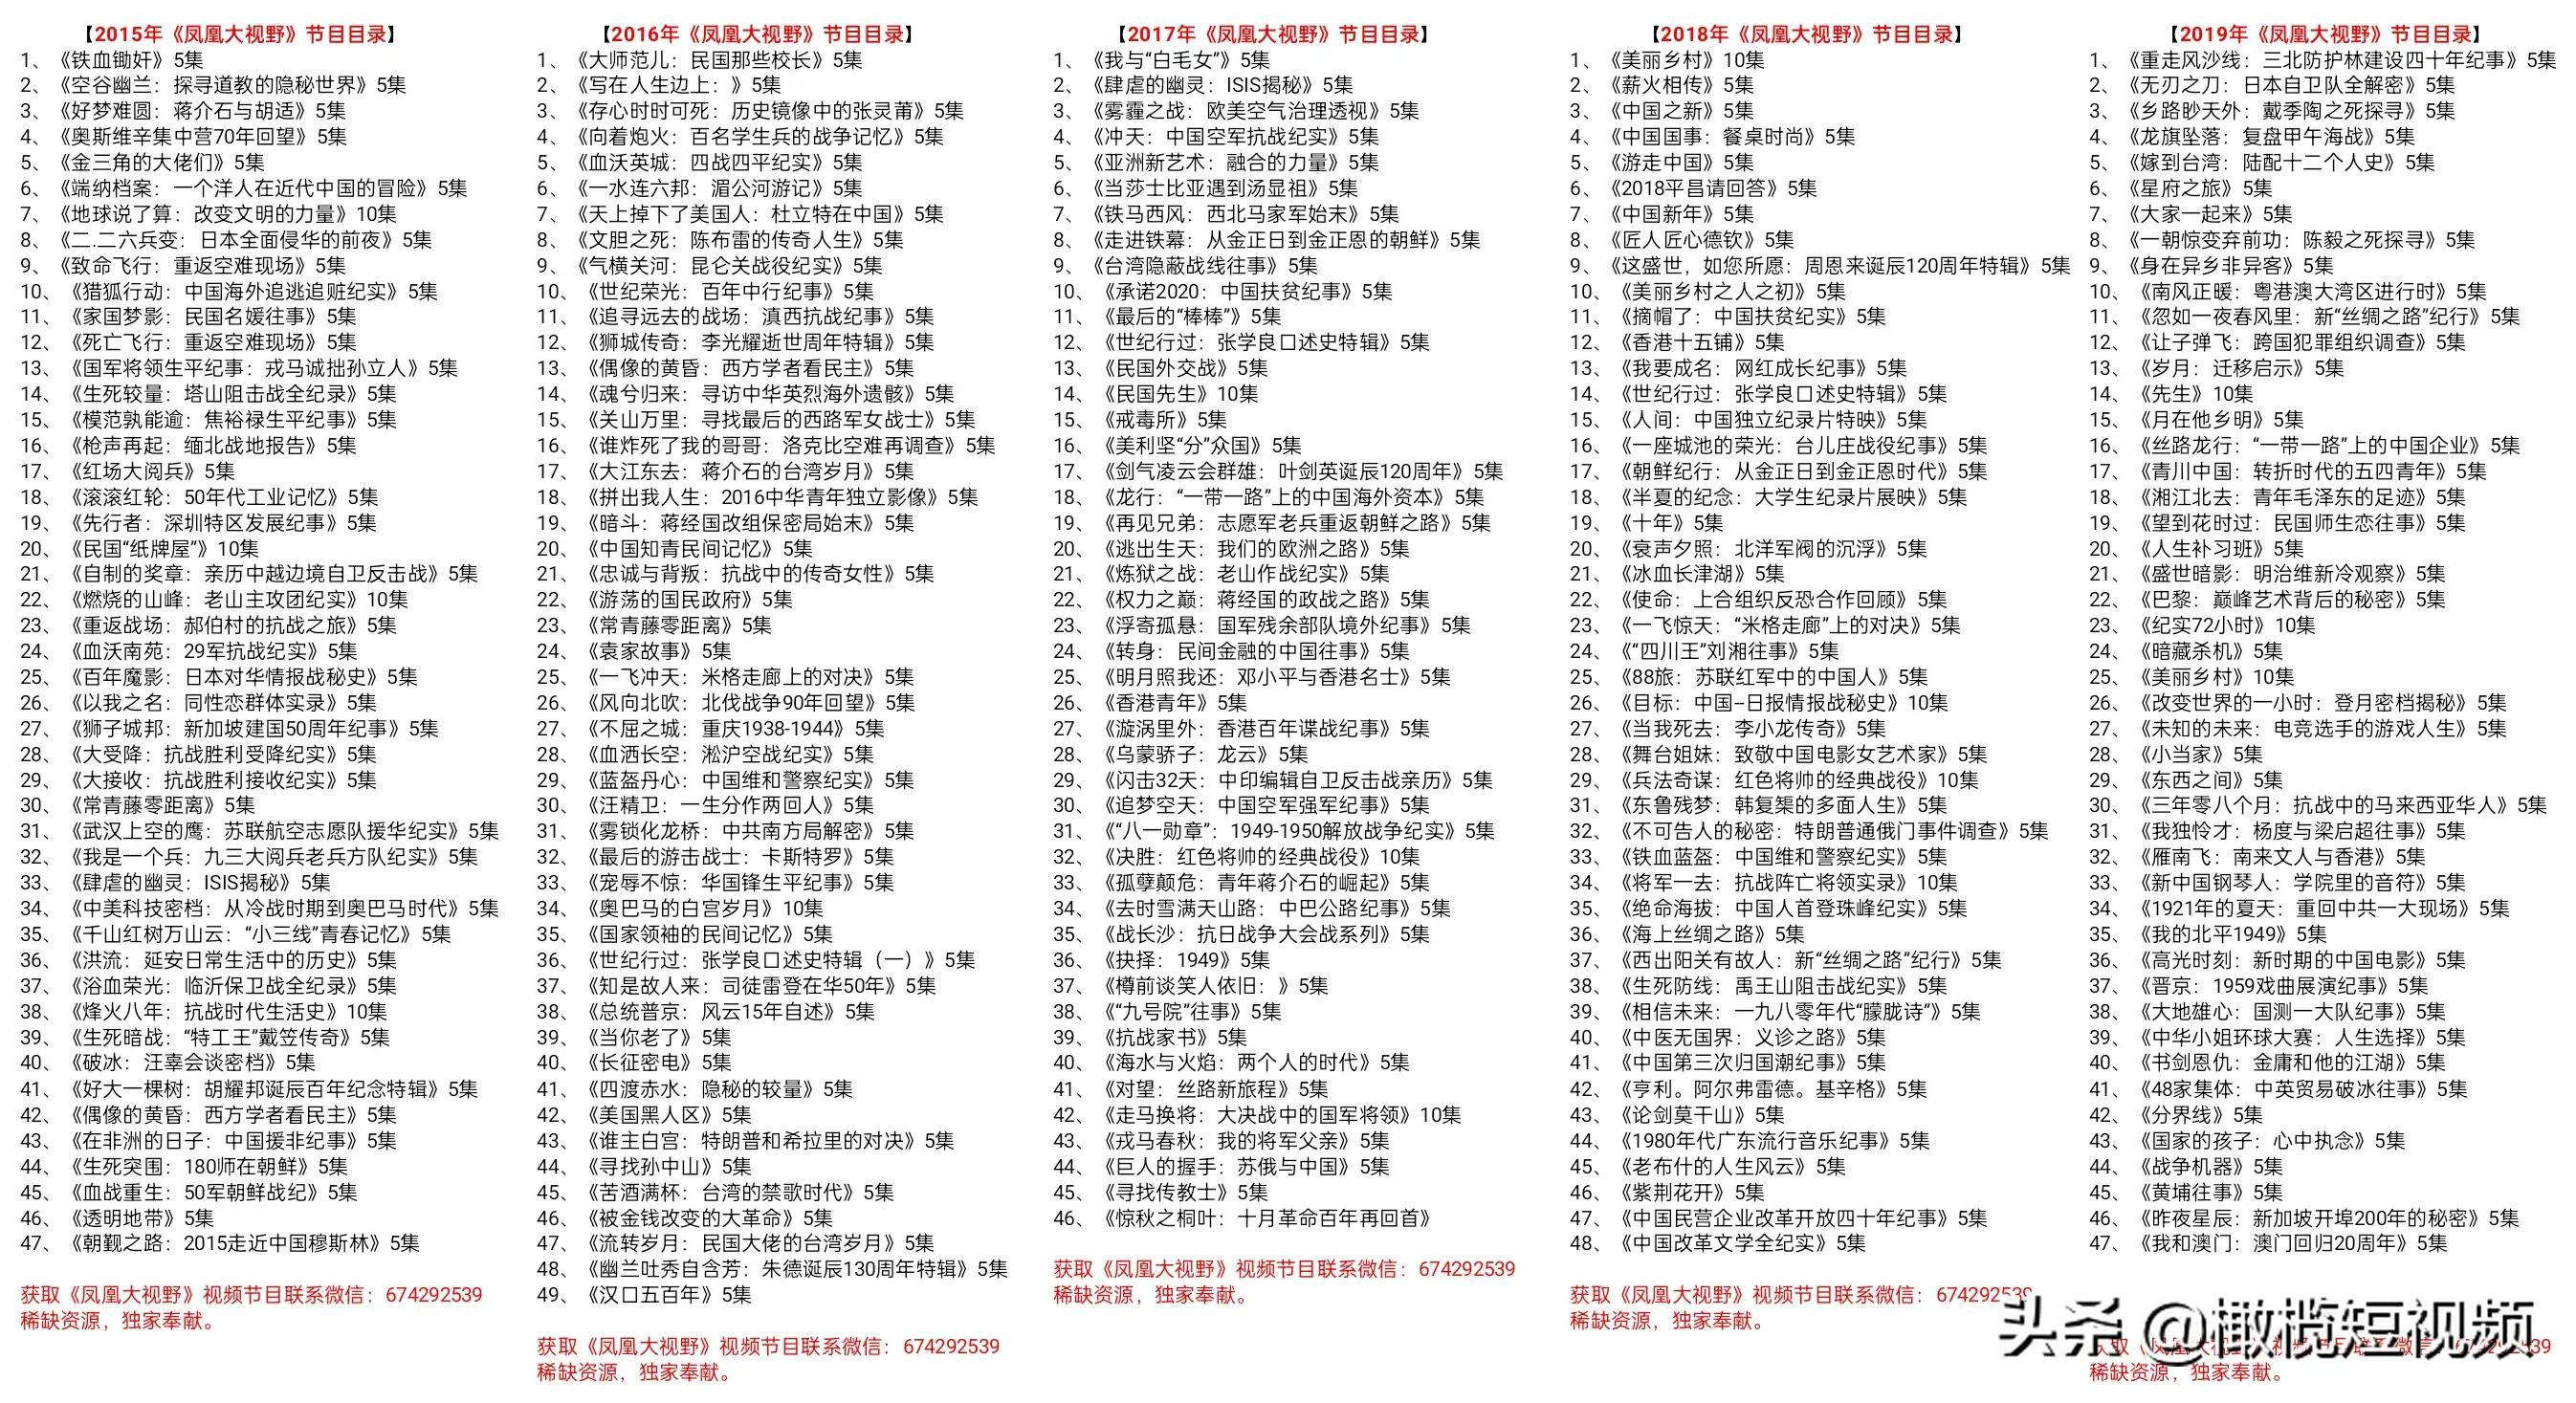 【2015年《凤凰大视野》节目目录】
1、《铁血锄奸》5集
2、《空谷幽兰：探寻道教的隐秘世界》5集
3、《好梦难圆：蒋介石与胡适》5集
4、《奥斯维辛集中营70年回望》5集
5、《金三角的大佬们》5集
6、《端纳档案：一个洋人在近代中国的冒险》5集
7、《地球说了算：改变文明的力量》10集
8、《二.二六兵变：日本全面侵华的前夜》5集
9、《致命飞行：重返空难现场》5集
10、《猎狐行动：中国海外追逃追赃纪实》5集
11、《家国梦影：民国名媛往事》5集
12、《死亡飞行：重返空难现场》5集
13、《国军将领生平纪事：戎马诚拙孙立人》5集
14、《生死较量：塔山阻击战全纪录》5集
15、《模范孰能逾：焦裕禄生平纪事》5集
16、《枪声再起：缅北战地报告》5集
17、《红场大阅兵》5集
18、《滚滚红轮：50年代工业记忆》5集
19、《先行者：深圳特区发展纪事》5集
20、《民国“纸牌屋”》10集
21、《自制的奖章：亲历中越边境自卫反击战》5集
22、《燃烧的山峰：老山主攻团纪实》10集
23、《重返战场：郝伯村的抗战之旅》5集
24、《血沃南苑：29军抗战纪实》5集
25、《百年魔影：日本对华情报战秘史》5集
26、《以我之名：同性恋群体实录》5集
27、《狮子城邦：新加坡建国50周年纪事》5集
28、《大受降：抗战胜利受降纪实》5集
29、《大接收：抗战胜利接收纪实》5集
30、《常青藤零距离》5集
31、《武汉上空的鹰：苏联航空志愿队援华纪实》5集
32、《我是一个兵：九三大阅兵老兵方队纪实》5集
33、《肆虐的幽灵：ISIS揭秘》5集
34、《中美科技密档：从冷战时期到奥巴马时代》5集
35、《千山红树万山云：“小三线”青春记忆》5集
36、《洪流：延安日常生活中的历史》5集
37、《浴血荣光：临沂保卫战全纪录》5集
38、《烽火八年：抗战时代生活史》10集
39、《生死暗战：“特工王”戴笠传奇》5集
40、《破冰：汪辜会谈密档》5集
41、《好大一棵树：胡耀邦诞辰百年纪念特辑》5集
42、《偶像的黄昏：西方学者看民主》5集
43、《在非洲的日子：中国援非纪事》5集
44、《生死突围：180师在朝鲜》5集
45、《血战重生：50军朝鲜战纪》5集
46、《透明地带》5集
47、《朝觐之路：2015走近中国穆斯林》5集
获取《凤凰大视野》视频节目联系微信：674292539
稀缺资源，独家奉献。
【2016年《凤凰大视野》节目目录】
1、《大师范儿：民国那些校长》5集
2、《写在人生边上：》5集
3、《存心时时可死：历史镜像中的张灵莆》5集
4、《向着炮火：百名学生兵的战争记忆》5集
5、《血沃英城：四战四平纪实》5集
6、《一水连六邦：湄公河游记》5集
7、《天上掉下了美国人：杜立特在中国》5集
8、《文胆之死：陈布雷的传奇人生》5集
9、《气横关河：昆仑关战役纪实》5集
10、《世纪荣光：百年中行纪事》5集
11、《追寻远去的战场：滇西抗战纪事》5集
12、《狮城传奇：李光耀逝世周年特辑》5集
13、《偶像的黄昏：西方学者看民主》5集
14、《魂兮归来：寻访中华英烈海外遗骸》5集
15、《关山万里：寻找最后的西路军女战士》5集
16、《谁炸死了我的哥哥：洛克比空难再调查》5集
17、《大江东去：蒋介石的台湾岁月》5集
18、《拼出我人生：2016中华青年独立影像》5集
19、《暗斗：蒋经国改组保密局始末》5集
20、《中国知青民间记忆》5集
21、《忠诚与背叛：抗战中的传奇女性》5集
22、《游荡的国民政府》5集
23、《常青藤零距离》5集
24、《袁家故事》5集
25、《一飞冲天：米格走廊上的对决》5集
26、《风向北吹：北伐战争90年回望》5集
27、《不屈之城：重庆1938-1944》5集
28、《血洒长空：淞沪空战纪实》5集
29、《蓝盔丹心：中国维和警察纪实》5集
30、《汪精卫：一生分作两回人》5集
31、《雾锁化龙桥：中共南方局解密》5集
32、《最后的游击战士：卡斯特罗》5集
33、《宠辱不惊：华国锋生平纪事》5集
34、《奥巴马的白宫岁月》10集
35、《国家领袖的民间记忆》5集
36、《世纪行过：张学良口述史特辑（一）》5集
37、《知是故人来：司徒雷登在华50年》5集
38、《总统普京：风云15年自述》5集
39、《当你老了》5集
40、《长征密电》5集
41、《四渡赤水：隐秘的较量》5集
42、《美国黑人区》5集
43、《谁主白宫：特朗普和希拉里的对决》5集
44、《寻找孙中山》5集
45、《苦酒满杯：台湾的禁歌时代》5集
46、《被金钱改变的大革命》5集
47、《流转岁月：民国大佬的台湾岁月》5集
48、《幽兰吐秀自含芳：朱德诞辰130周年特辑》5集
49、《汉口五百年》5集
获取《凤凰大视野》视频节目联系微信：674292539
稀缺资源，独家奉献。
【2017年《凤凰大视野》节目目录】
1、《我与“白毛女”》5集
2、《肆虐的幽灵：ISIS揭秘》5集
3、《雾霾之战：欧美空气治理透视》5集
4、《冲天：中国空军抗战纪实》5集
5、《亚洲新艺术：融合的力量》5集
6、《当莎士比亚遇到汤显祖》5集
7、《铁马西风：西北马家军始末》5集
8、《走进铁幕：从金正日到金正恩的朝鲜》5集
9、《台湾隐蔽战线往事》5集
10、《承诺2020：中国扶贫纪事》5集
11、《最后的“棒棒”》5集
12、《世纪行过：张学良口述史特辑》5集
13、《民国外交战》5集
14、《民国先生》10集
15、《戒毒所》5集
16、《美利坚“分”众国》5集
17、《剑气凌云会群雄：叶剑英诞辰120周年》5集
18、《龙行：“一带一路”上的中国海外资本》5集
19、《再见兄弟：志愿军老兵重返朝鲜之路》5集
20、《逃出生天：我们的欧洲之路》5集
21、《炼狱之战：老山作战纪实》5集
22、《权力之巅：蒋经国的政战之路》5集
23、《浮寄孤悬：国军残余部队境外纪事》5集
24、《转身：民间金融的中国往事》5集
25、《明月照我还：邓小平与香港名士》5集
26、《香港青年》5集
27、《漩涡里外：香港百年谍战纪事》5集
28、《乌蒙骄子：龙云》5集
29、《闪击32天：中印编辑自卫反击战亲历》5集
30、《追梦空天：中国空军强军纪事》5集
31、《“八一勋章”：1949-1950解放战争纪实》5集
32、《决胜：红色将帅的经典战役》10集
33、《孤孽颠危：青年蒋介石的崛起》5集
34、《去时雪满天山路：中巴公路纪事》5集
35、《战长沙：抗日战争大会战系列》5集
36、《抉择：1949》5集
37、《樽前谈笑人依旧：》5集
38、《“九号院”往事》5集
39、《抗战家书》5集
40、《海水与火焰：两个人的时代》5集
41、《对望：丝路新旅程》5集
42、《走马换将：大决战中的国军将领》10集
43、《戎马春秋：我的将军父亲》5集
44、《巨人的握手：苏俄与中国》5集
45、《寻找传教士》5集
46、《惊秋之桐叶：十月革命百年再回首》
获取《凤凰大视野》视频节目联系微信：674292539
稀缺资源，独家奉献。
【2018年《凤凰大视野》节目目录】
1、《美丽乡村》10集
2、《薪火相传》5集
3、《中国之新》5集
4、《中国国事：餐桌时尚》5集
5、《游走中国》5集
6、《2018平昌请回答》5集
7、《中国新年》5集
8、《匠人匠心德钦》5集
9、《这盛世，如您所愿：周恩来诞辰120周年特辑》5集
10、《美丽乡村之人之初》5集
11、《摘帽了：中国扶贫纪实》5集
12、《香港十五铺》5集
13、《我要成名：网红成长纪事》5集
14、《世纪行过：张学良口述史特辑》5集
15、《人间：中国独立纪录片特映》5集
16、《一座城池的荣光：台儿庄战役纪事》5集
17、《朝鲜纪行：从金正日到金正恩时代》5集
18、《半夏的纪念：大学生纪录片展映》5集
19、《十年》5集
20、《衰声夕照：北洋军阀的沉浮》5集
21、《冰血长津湖》5集
22、《使命：上合组织反恐合作回顾》5集
23、《一飞惊天：“米格走廊”上的对决》5集
24、《“四川王”刘湘往事》5集
25、《88旅：苏联红军中的中国人》5集
26、《目标：中国–日报情报战秘史》10集
27、《当我死去：李小龙传奇》5集
28、《舞台姐妹：致敬中国电影女艺术家》5集
29、《兵法奇谋：红色将帅的经典战役》10集
31、《东鲁残梦：韩复榘的多面人生》5集
32、《不可告人的秘密：特朗普通俄门事件调查》5集
33、《铁血蓝盔：中国维和警察纪实》5集
34、《将军一去：抗战阵亡将领实录》10集
35、《绝命海拔：中国人首登珠峰纪实》5集
36、《海上丝绸之路》5集
37、《西出阳关有故人：新“丝绸之路”纪行》5集
38、《生死防线：禹王山阻击战纪实》5集
39、《相信未来：一九八零年代“朦胧诗”》5集
40、《中医无国界：义诊之路》5集
41、《中国第三次归国潮纪事》5集
42、《亨利。阿尔弗雷德。基辛格》5集
43、《论剑莫干山》5集
44、《1980年代广东流行音乐纪事》5集
45、《老布什的人生风云》5集
46、《紫荆花开》5集
47、《中国民营企业改革开放四十年纪事》5集
48、《中国改革文学全纪实》5集
获取《凤凰大视野》视频节目联系微信：674292539
稀缺资源，独家奉献。
【2019年《凤凰大视野》节目目录】
1、《重走风沙线：三北防护林建设四十年纪事》5集
2、《无刃之刀：日本自卫队全解密》5集
3、《乡路眇天外：戴季陶之死探寻》5集
4、《龙旗坠落：复盘甲午海战》5集
5、《嫁到台湾：陆配十二个人史》5集
6、《星府之旅》5集
7、《大家一起来》5集
8、《一朝惊变弃前功：陈毅之死探寻》5集
9、《身在异乡非异客》5集
10、《南风正暖：粤港澳大湾区进行时》5集
11、《忽如一夜春风里：新“丝绸之路”纪行》5集
12、《让子弹飞：跨国犯罪组织调查》5集
13、《岁月：迁移启示》5集
14、《先生》10集
15、《月在他乡明》5集
16、《丝路龙行：“一带一路”上的中国企业》5集
17、《青川中国：转折时代的五四青年》5集
18、《湘江北去：青年毛泽东的足迹》5集
19、《望到花时过：民国师生恋往事》5集
20、《人生补习班》5集
21、《盛世暗影：明治维新冷观察》5集
22、《巴黎：巅峰艺术背后的秘密》5集
23、《纪实72小时》10集
24、《暗藏杀机》5集
25、《美丽乡村》10集
26、《改变世界的一小时：登月密档揭秘》5集
27、《未知的未来：电竞选手的游戏人生》5集
28、《小当家》5集
29、《东西之间》5集
30、《三年零八个月：抗战中的马来西亚华人》5集
31、《我独怜才：杨度与梁启超往事》5集
32、《雁南飞：南来文人与香港》5集
33、《新中国钢琴人：学院里的音符》5集
34、《1921年的夏天：重回中共一大现场》5集
35、《我的北平1949》5集
36、《高光时刻：新时期的中国电影》5集
37、《晋京：1959戏曲展演纪事》5集
38、《大地雄心：国测一大队纪事》5集
39、《中华小姐环球大赛：人生选择》5集
40、《书剑恩仇：金庸和他的江湖》5集
41、《48家集体：中英贸易破冰往事》5集
42、《分界线》5集
43、《国家的孩子：心中执念》5集
44、《战争机器》5集
45、《黄埔往事》5集
46、《昨夜星辰：新加坡开埠200年的秘密》5集
47、《我和澳门：澳门回归20周年》5集
头条 @橄榄短视频
稀缺资源，独家奉献。